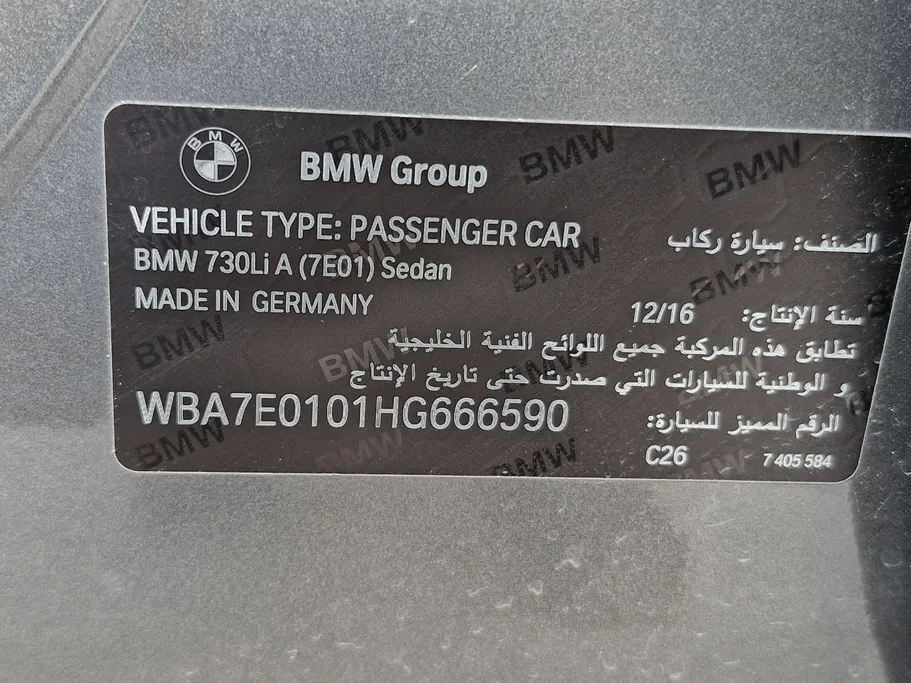 BMW
BMW Group
VEHICLE TYPE: PASSENGER CAR
الصنف: سيارة ركاب
BMW 730Li A (7E01) Sedan
MADE IN GERMANY
سنة الإنتاج: 12/16
تطابق هذه المركبة جميع اللوائح الفنية الخليجية
و الوطنية للسيارات التي صدرت حتى تاريخ الإنتاج
WBA7E0101HG666590
الرقم المميز للسيارة:
C26 7 405 584